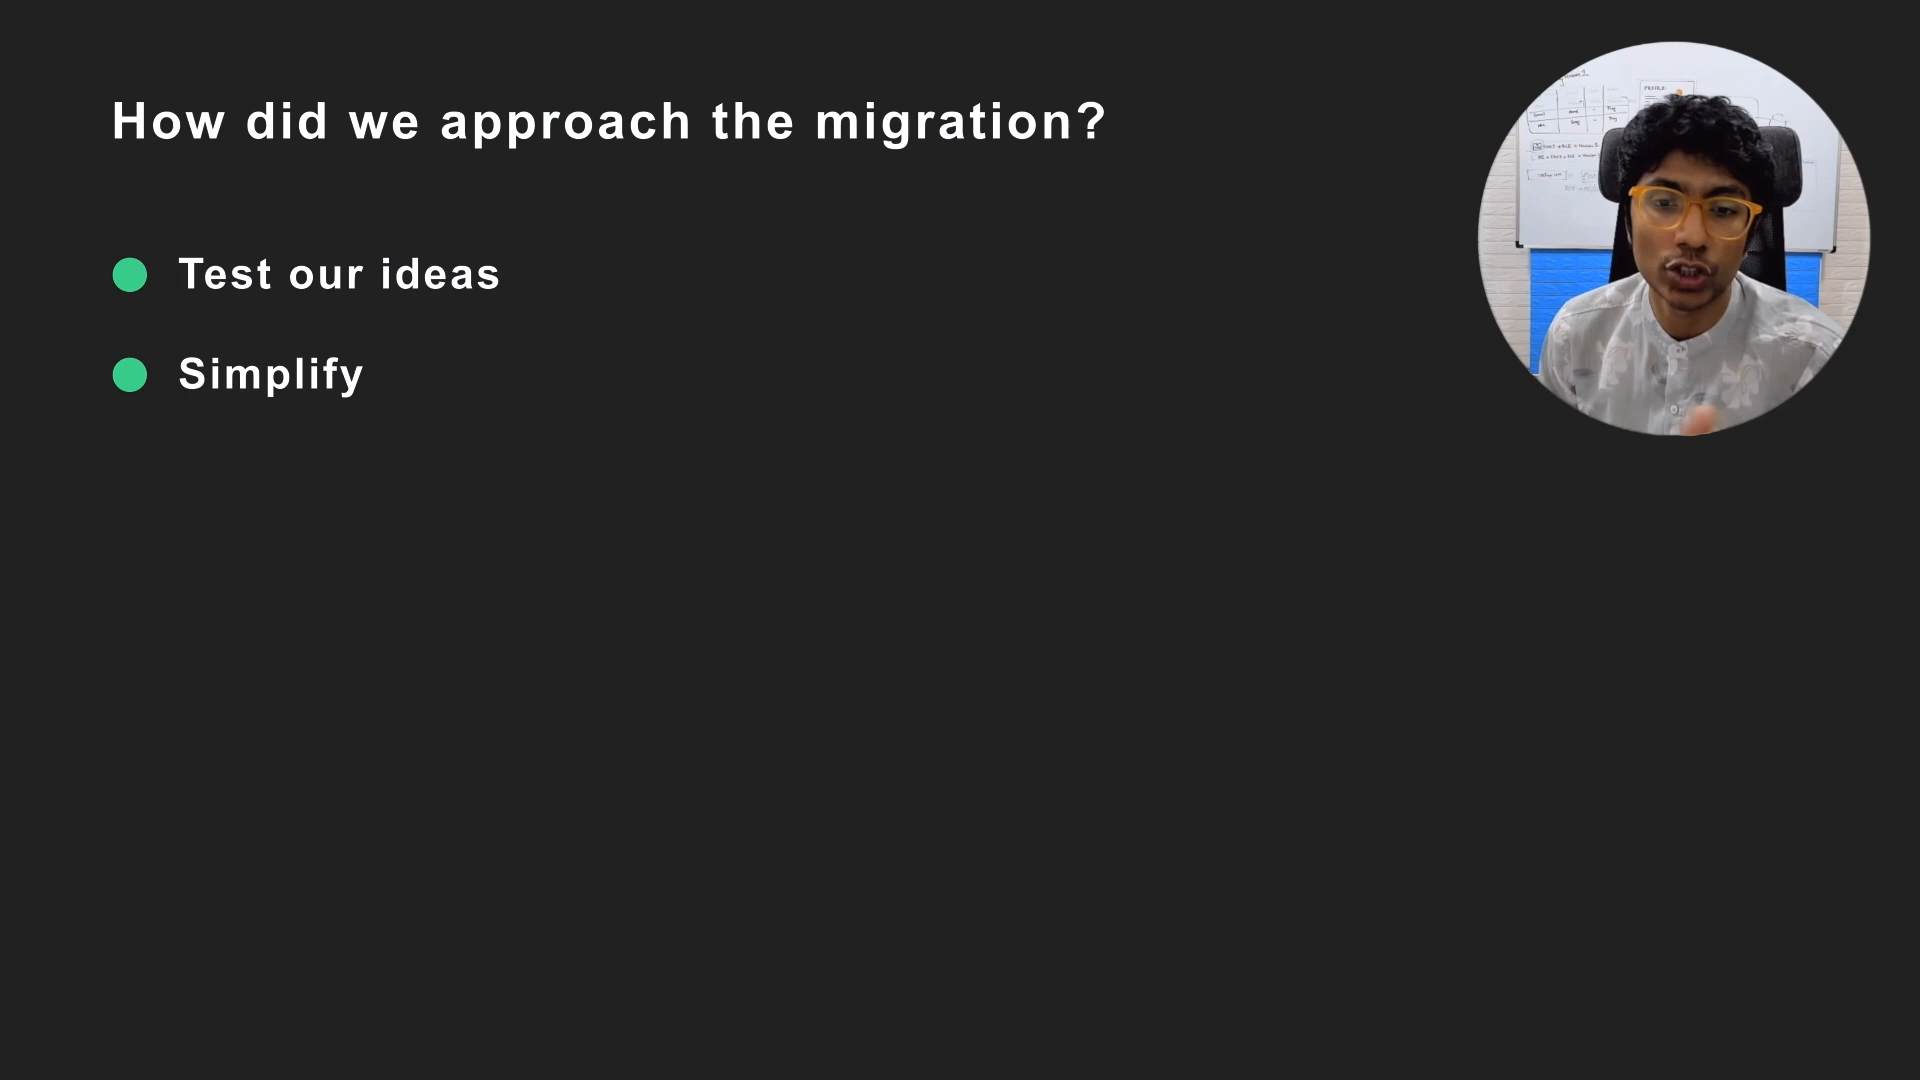 How did we approach the migration?
Test our ideas
Simplify